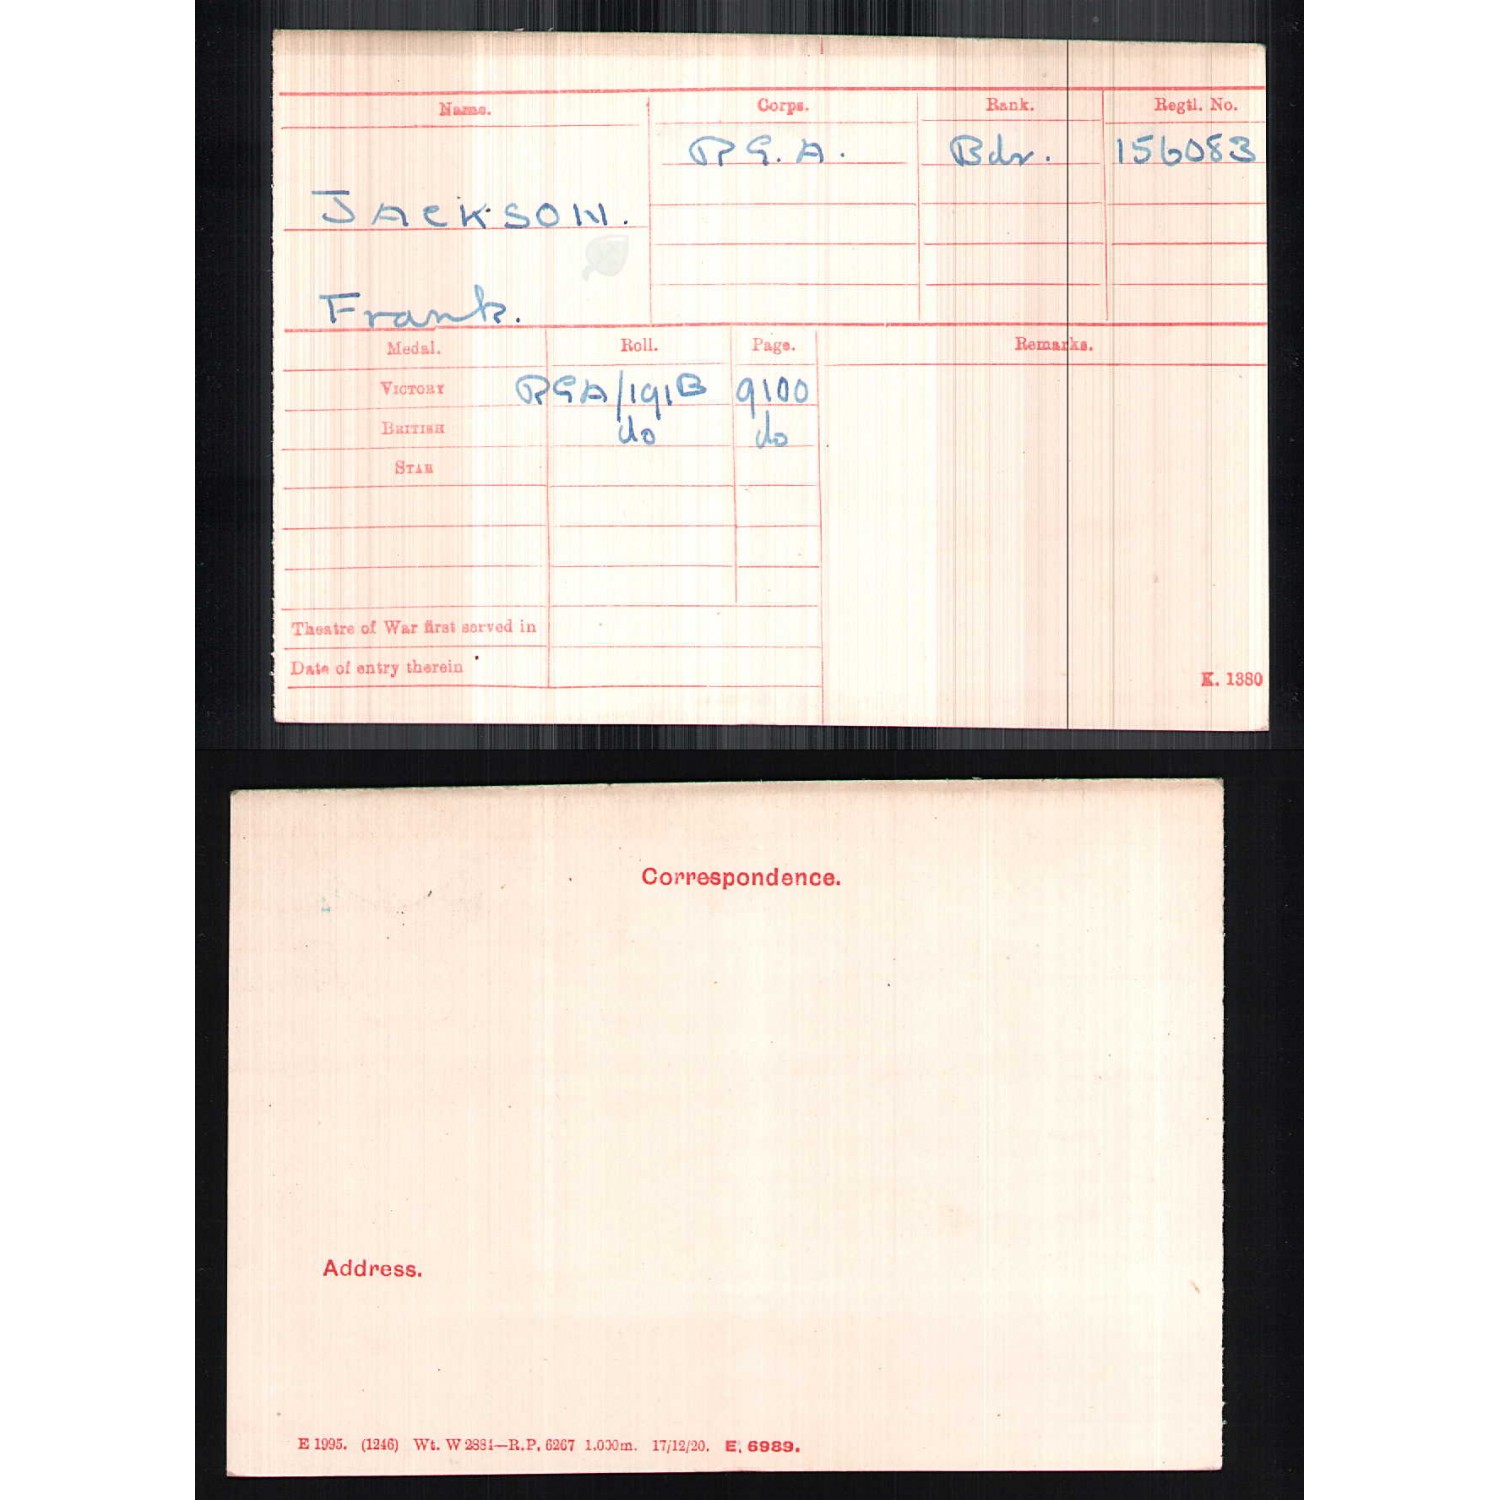 Name. Corps. Rank. Regtl. No.
R.G.A. Bdr. 156083
JACKSON.
Frank.
Medal. Roll. Page. Remarks.
VICTORY RGA/191B 9100
BRITISH do do
STAR
Theatre of War first served in
Date of entry therein
K. 1380
Correspondence.
Address.
E 1995. (1246) Wt. W 2881—R.P. 6267 1.000m. 17/12/20. E. 6989.